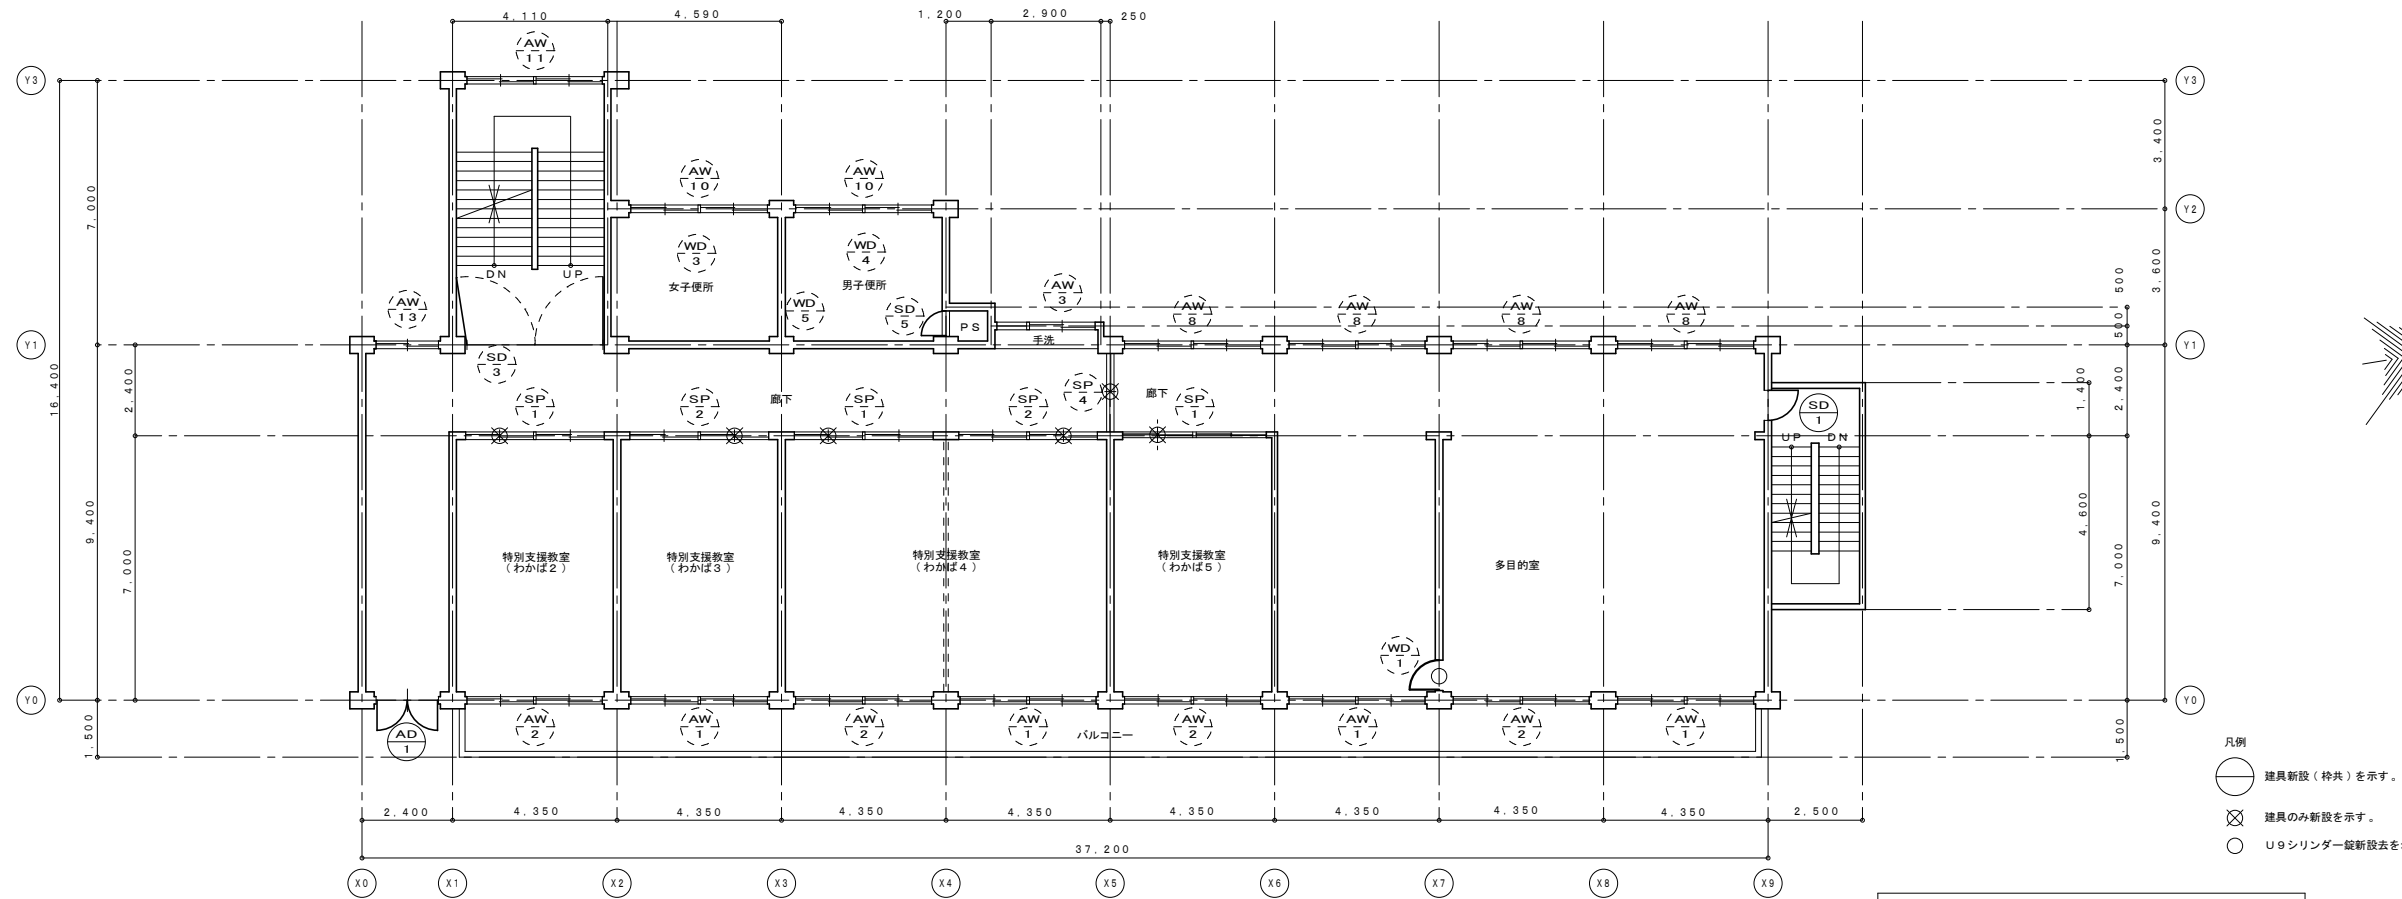 4,110
4,590
1,200
2,900
250
AW
11
Y3
Y3
3,400
7,000
AW
10
AW
10
Y2
WD
3
WD
4
3,600
500
DN
UP
女子便所
男子便所
AW
13
WD
5
SD
5
PS
AW
3
AW
8
AW
8
AW
8
AW
8
500
手洗
Y1
Y1
SD
3
16,400
2,400
SP
1
SP
2
廊下
SP
1
SP
2
SP
4
廊下
SP
1
SD
1
1,400
2,400
UP
DN
9,400
7,000
特別支援教室
(わかば2)
特別支援教室
(わかば3)
特別支援教室
(わかば4)
特別支援教室
(わかば5)
多目的室
4,600
7,000
9,400
WD
1
Y0
Y0
1,500
AD
1
AW
2
AW
1
AW
2
AW
1
バルコニー
AW
2
AW
1
AW
2
AW
1
1,500
凡例
建具新設(枠共)を示す。
建具のみ新設を示す。
U9シリンダー錠新設去を
2,400
4,350
4,350
4,350
4,350
4,350
4,350
4,350
4,350
2,500
37,200
X0
X1
X2
X3
X4
X5
X6
X7
X8
X9